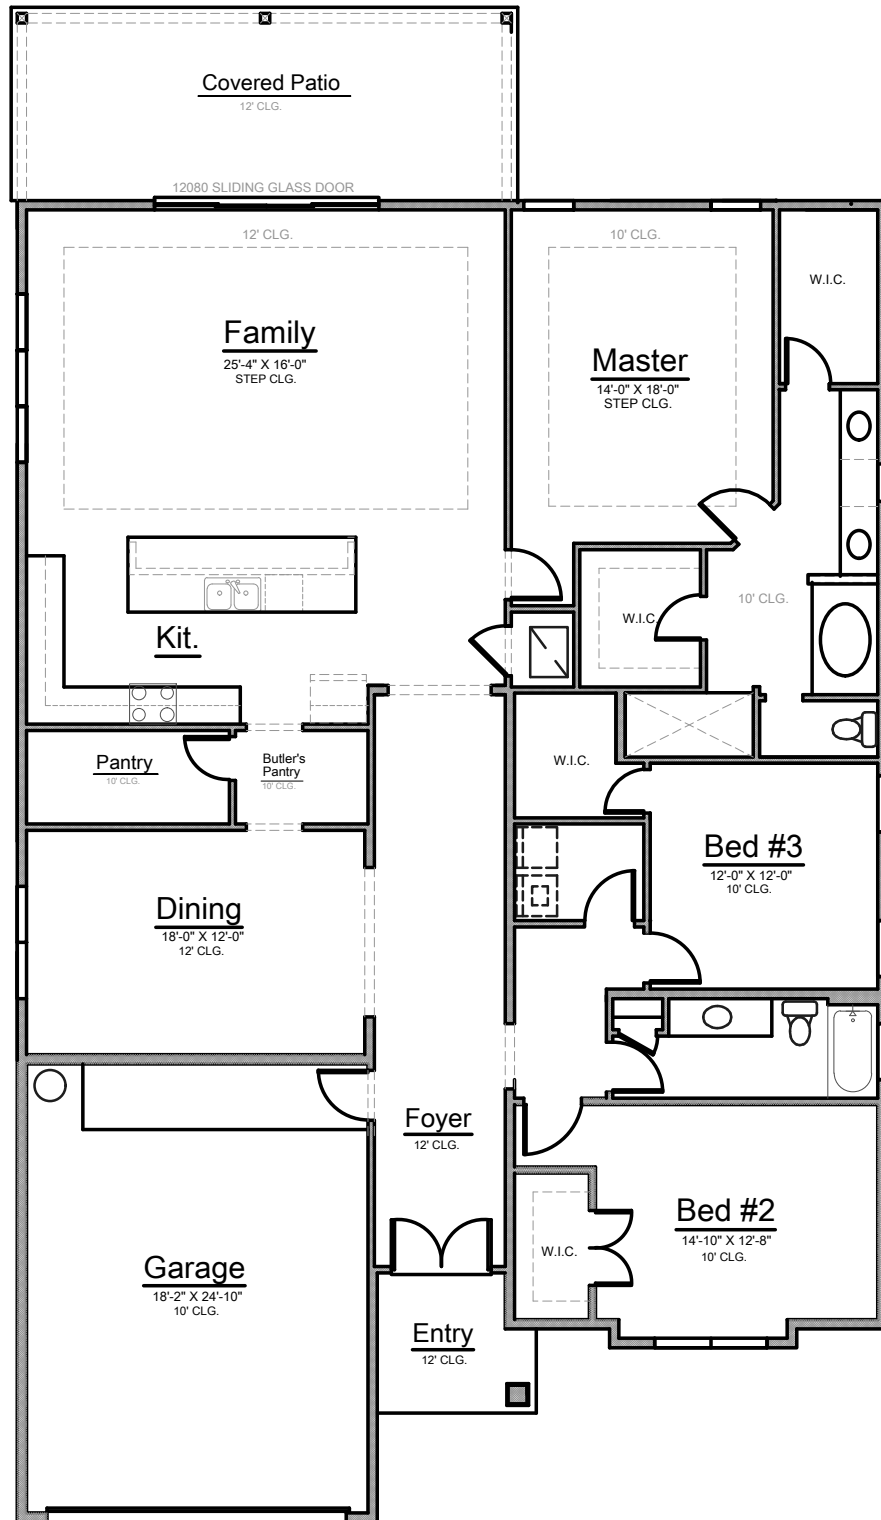 Covered Patio
12' CLG.
12080 SLIDING GLASS DOOR
12' CLG.
Family
25'-4" X 16'-0"
STEP CLG.
10' CLG.
Master
14'-0" X 18'-0"
STEP CLG.
W.I.C.
Kit.
W.I.C.
10' CLG.
Pantry
10' CLG.
Butler's
Pantry
10' CLG.
W.I.C.
Bed #3
12'-0" X 12'-0"
10' CLG.
Dining
18'-0" X 12'-0"
12' CLG.
Foyer
12' CLG.
Bed #2
14'-10" X 12'-8"
10' CLG.
W.I.C.
Garage
18'-2" X 24'-10"
10' CLG.
Entry
12' CLG.